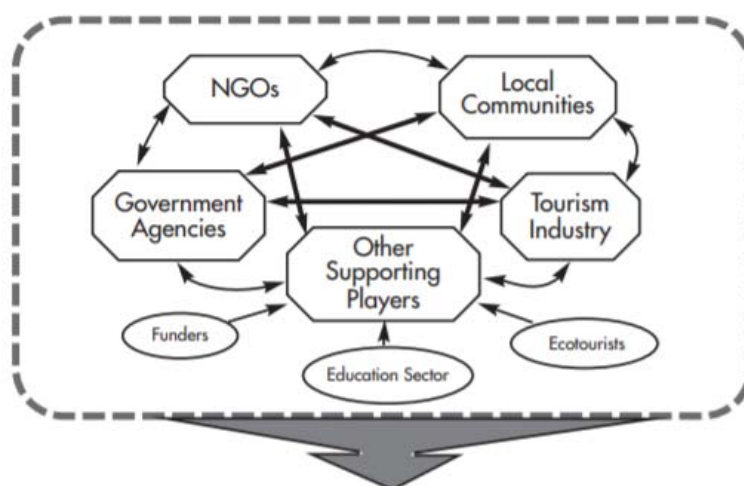 NGOs
Local
Communities
Government
Agencies
Tourism
Industry
Other
Supporting
Players
Funders
Education Sector
Ecotourists